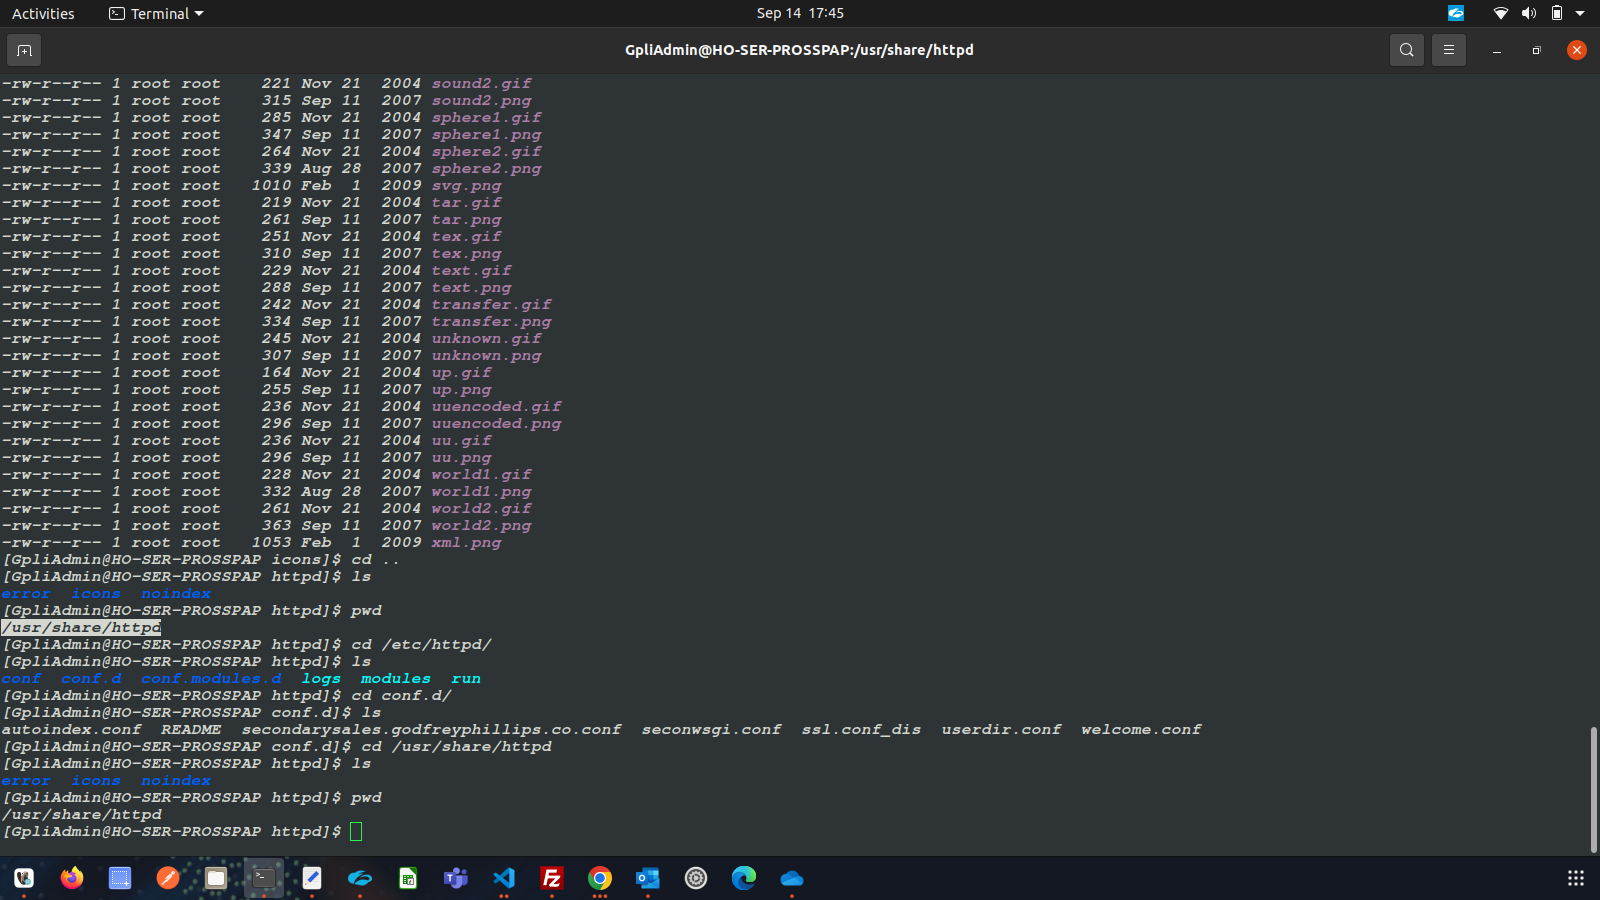 Activities Terminal Sep 14 17:45
GpliAdmin@HO-SER-PROSSPAP:/usr/share/httpd
-rw-r--r-- 1 root root 221 Nov 21 2004 sound2.gif
-rw-r--r-- 1 root root 315 Sep 11 2007 sound2.png
-rw-r--r-- 1 root root 285 Nov 21 2004 sphere1.gif
-rw-r--r-- 1 root root 347 Sep 11 2007 sphere1.png
-rw-r--r-- 1 root root 264 Nov 21 2004 sphere2.gif
-rw-r--r-- 1 root root 339 Aug 28 2007 sphere2.png
-rw-r--r-- 1 root root 1010 Feb 1 2009 svg.png
-rw-r--r-- 1 root root 219 Nov 21 2004 tar.gif
-rw-r--r-- 1 root root 261 Sep 11 2007 tar.png
-rw-r--r-- 1 root root 251 Nov 21 2004 tex.gif
-rw-r--r-- 1 root root 310 Sep 11 2007 tex.png
-rw-r--r-- 1 root root 229 Nov 21 2004 text.gif
-rw-r--r-- 1 root root 288 Sep 11 2007 text.png
-rw-r--r-- 1 root root 242 Nov 21 2004 transfer.gif
-rw-r--r-- 1 root root 334 Sep 11 2007 transfer.png
-rw-r--r-- 1 root root 245 Nov 21 2004 unknown.gif
-rw-r--r-- 1 root root 307 Sep 11 2007 unknown.png
-rw-r--r-- 1 root root 164 Nov 21 2004 up.gif
-rw-r--r-- 1 root root 255 Sep 11 2007 up.png
-rw-r--r-- 1 root root 236 Nov 21 2004 uuencoded.gif
-rw-r--r-- 1 root root 296 Sep 11 2007 uuencoded.png
-rw-r--r-- 1 root root 236 Nov 21 2004 uu.gif
-rw-r--r-- 1 root root 296 Sep 11 2007 uu.png
-rw-r--r-- 1 root root 228 Nov 21 2004 world1.gif
-rw-r--r-- 1 root root 332 Aug 28 2007 world1.png
-rw-r--r-- 1 root root 261 Nov 21 2004 world2.gif
-rw-r--r-- 1 root root 363 Sep 11 2007 world2.png
-rw-r--r-- 1 root root 1053 Feb 1 2009 xml.png
[GpliAdmin@HO-SER-PROSSPAP icons]$ cd ..
[GpliAdmin@HO-SER-PROSSPAP httpd]$ ls
error icons noindex
[GpliAdmin@HO-SER-PROSSPAP httpd]$ pwd
/usr/share/httpd
[GpliAdmin@HO-SER-PROSSPAP httpd]$ cd /etc/httpd/
[GpliAdmin@HO-SER-PROSSPAP httpd]$ ls
conf conf.d conf.modules.d logs modules run
[GpliAdmin@HO-SER-PROSSPAP httpd]$ cd conf.d/
[GpliAdmin@HO-SER-PROSSPAP conf.d]$ ls
autoindex.conf README secondarysales.godfreyphillips.co.conf seconwsgi.conf ssl.conf_dis userdir.conf welcome.conf
[GpliAdmin@HO-SER-PROSSPAP conf.d]$ cd /usr/share/httpd
[GpliAdmin@HO-SER-PROSSPAP httpd]$ ls
error icons noindex
[GpliAdmin@HO-SER-PROSSPAP httpd]$ pwd
/usr/share/httpd
[GpliAdmin@HO-SER-PROSSPAP httpd]$